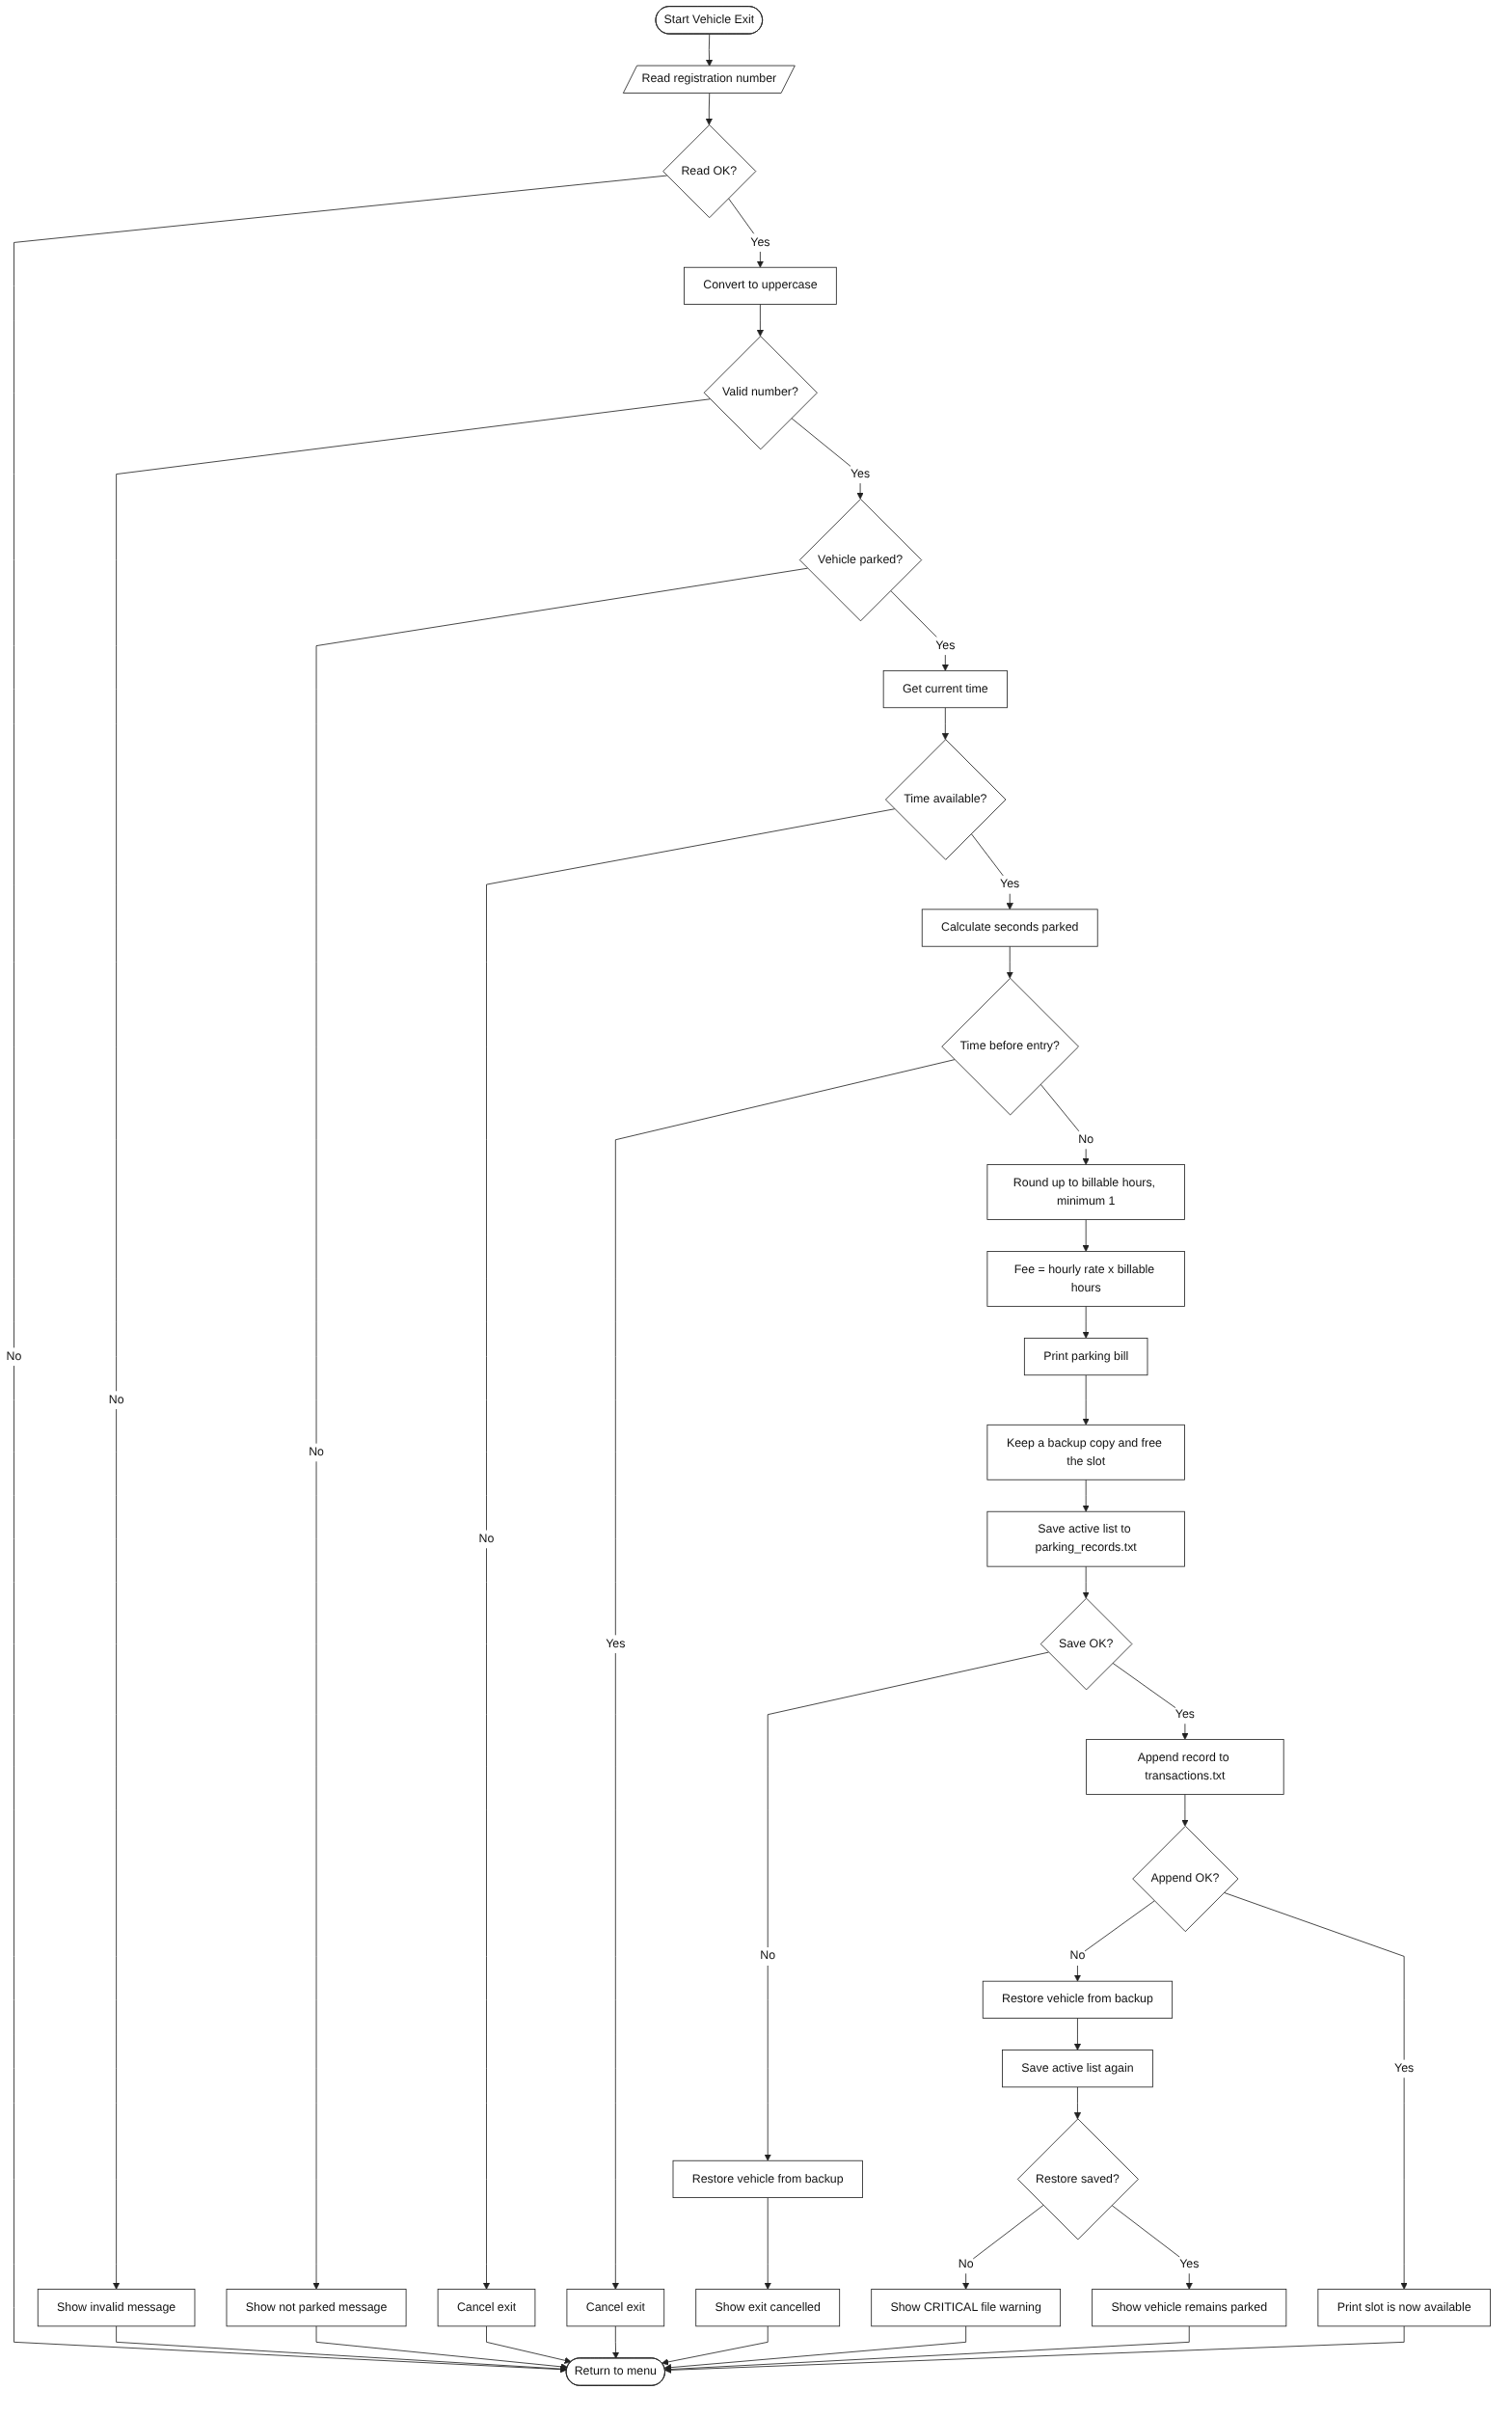 Start Vehicle Exit
Read registration number
Read OK?
Yes
Convert to uppercase
Valid number?
Yes
Vehicle parked?
Yes
Get current time
Time available?
Yes
Calculate seconds parked
Time before entry?
No
Round up to billable hours,
minimum 1
Fee = hourly rate x billable
hours
Print parking bill
No
No
Keep a backup copy and free
the slot
No
Save active list to
parking_records.txt
No
Save OK?
Yes
Yes
Append record to
transactions.txt
Append OK?
No
No
Restore vehicle from backup
Save active list again
Yes
Restore vehicle from backup
Restore saved?
No
Yes
Show invalid message
Show not parked message
Cancel exit
Cancel exit
Show exit cancelled
Show CRITICAL file warning
Show vehicle remains parked
Print slot is now available
Return to menu